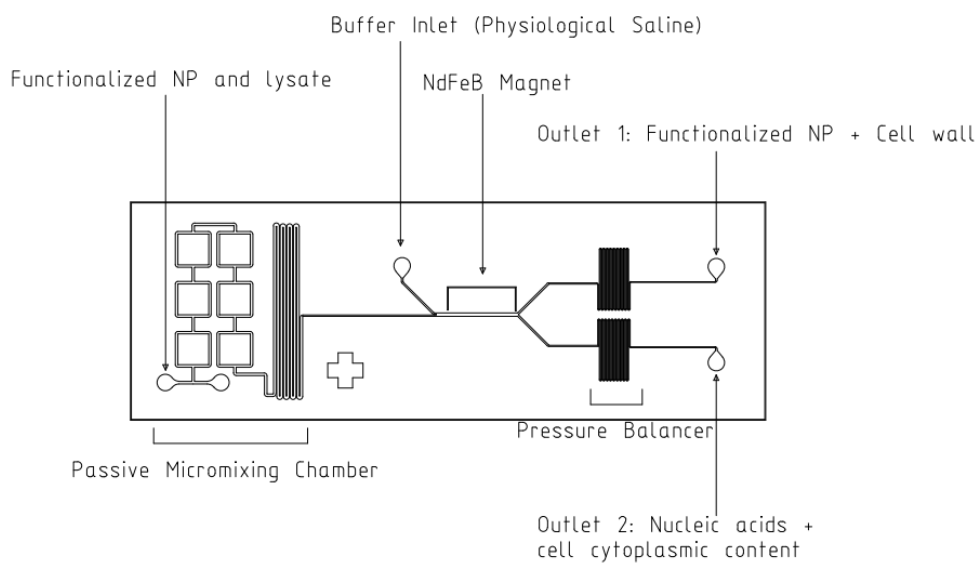 Buffer Inlet (Physiological Saline)
Functionalized NP and lysate
NdFeB Magnet
Outlet 1: Functionalized NP + Cell wall
Pressure Balancer
Passive Micromixing Chamber
Outlet 2: Nucleic acids +
cell cytoplasmic content